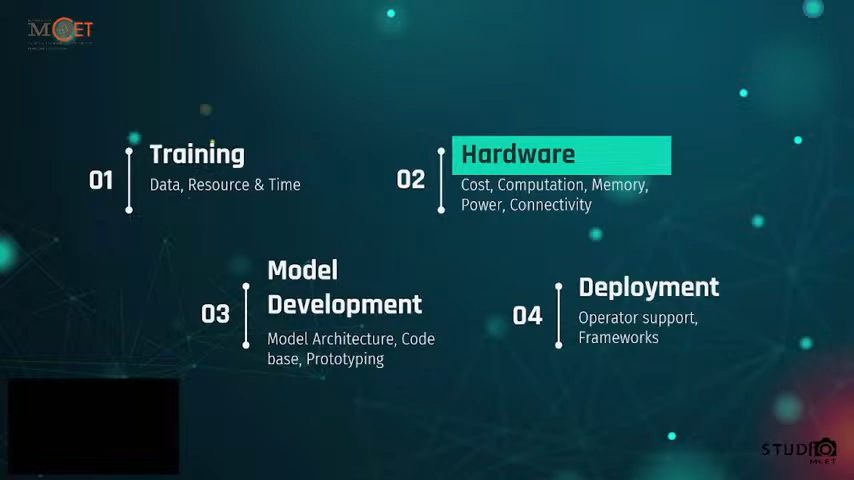 MCET
01
Training
Data, Resource & Time
02
Hardware
Cost, Computation, Memory,
Power, Connectivity
03
Model
Development
Model Architecture, Code
base, Prototyping
04
Deployment
Operator support,
Frameworks
STUDIO